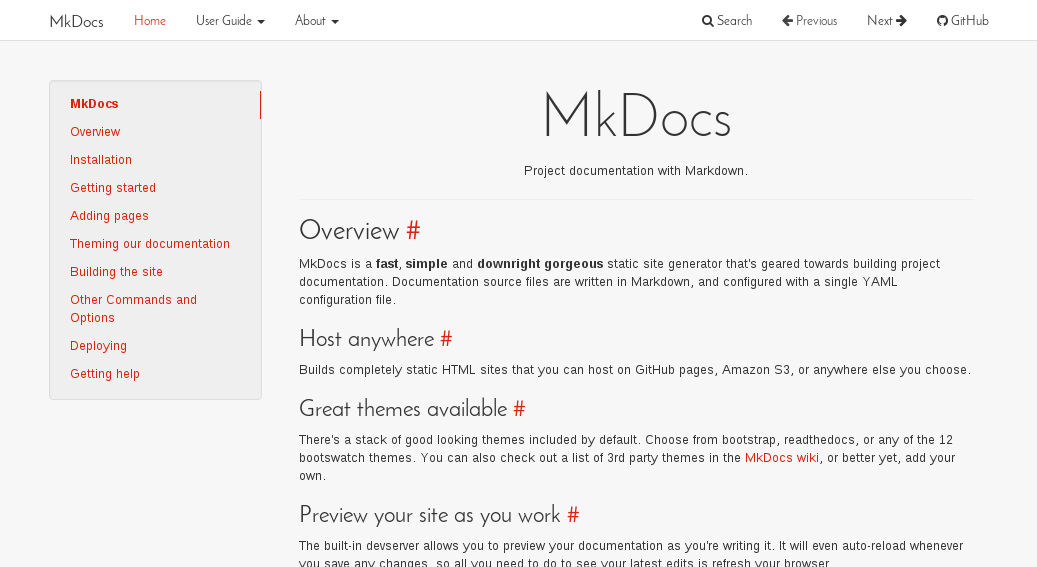 MkDocs Home User Guide About Search Previous Next GitHub
MkDocs
Overview
Installation
Getting started
Adding pages
Theming our documentation
Building the site
Other Commands and
Options
Deploying
Getting help
MkDocs
Project documentation with Markdown.
Overview #
MkDocs is a fast, simple and downright gorgeous static site generator that's geared towards building project
documentation. Documentation source files are written in Markdown, and configured with a single YAML
configuration file.
Host anywhere #
Builds completely static HTML sites that you can host on GitHub pages, Amazon S3, or anywhere else you choose.
Great themes available #
There's a stack of good looking themes included by default. Choose from bootstrap, readthedocs, or any of the 12
bootswatch themes. You can also check out a list of 3rd party themes in the MkDocs wiki, or better yet, add your
own.
Preview your site as you work #
The built-in devserver allows you to preview your documentation as you're writing it. It will even auto-reload whenever
you save any changes, so all you need to do to see your latest edits is refresh your browser.